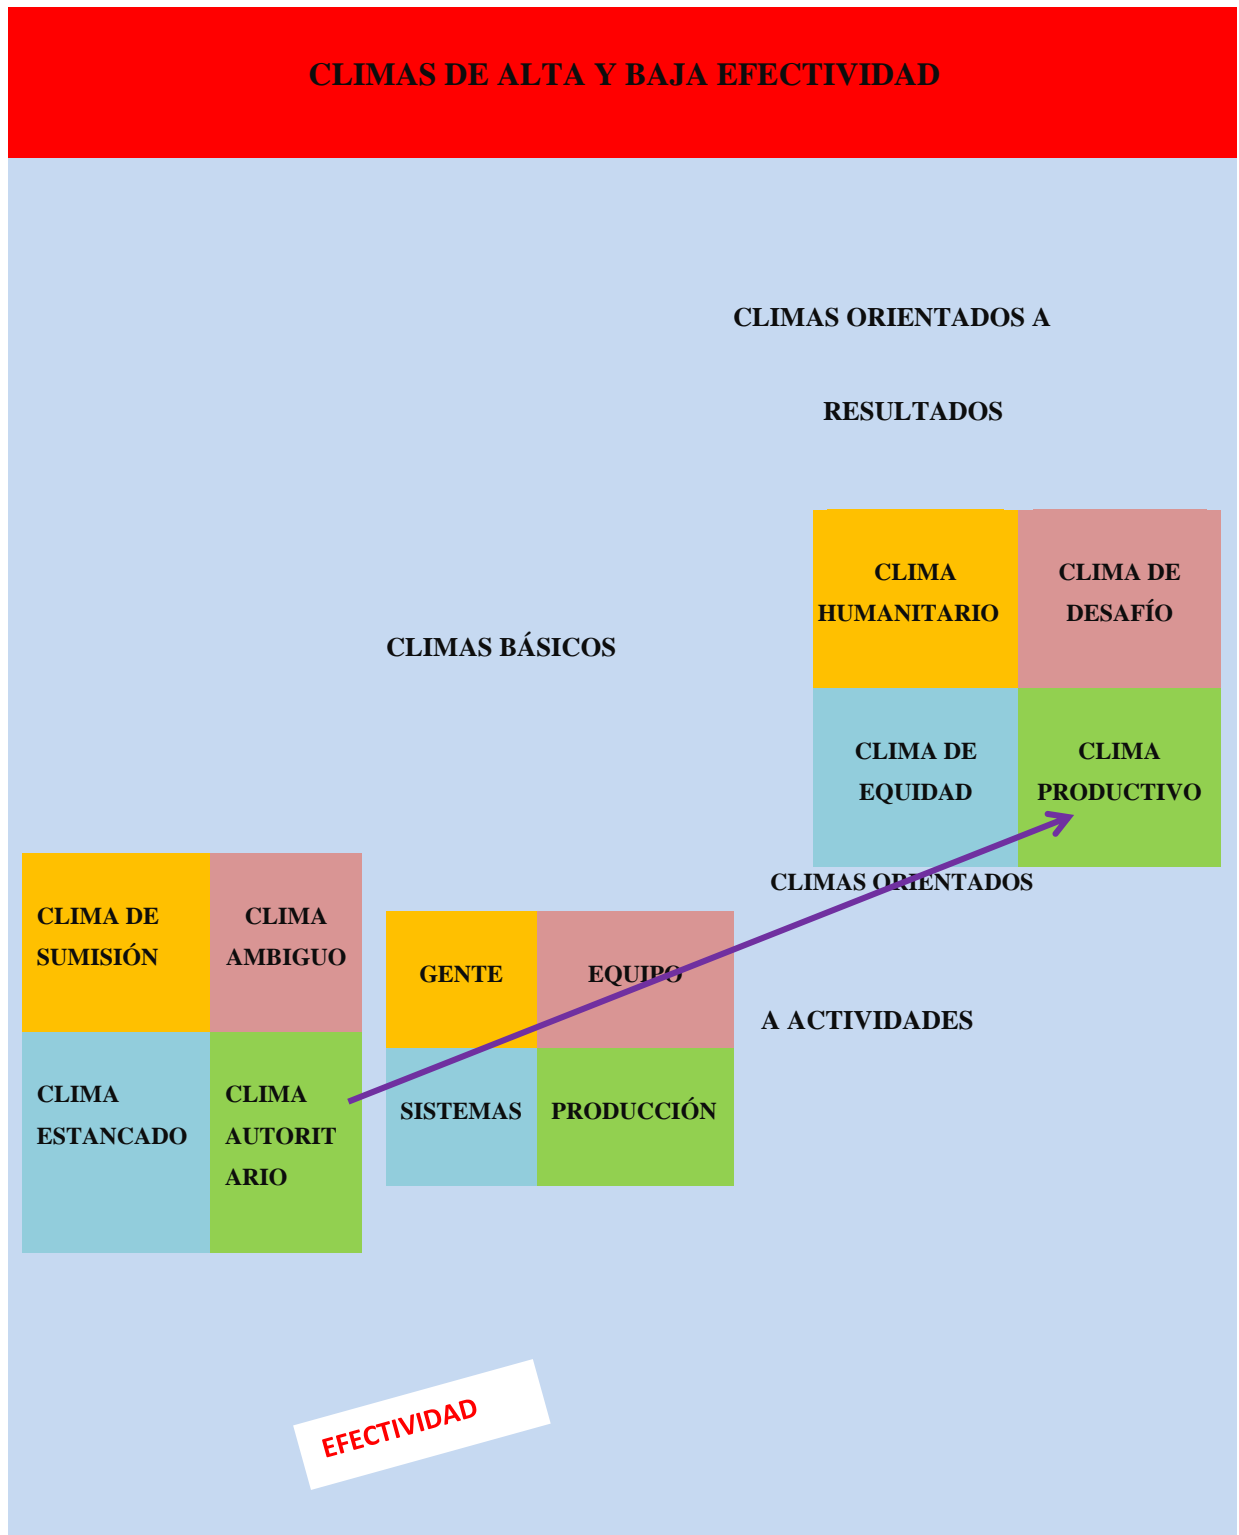 CLIMAS DE ALTA Y BAJA EFECTIVIDAD
CLIMAS ORIENTADOS A
RESULTADOS
CLIMA
HUMANITARIO
CLIMA DE
DESAFÍO
CLIMAS BÁSICOS
CLIMA DE
EQUIDAD
CLIMA
PRODUCTIVO
CLIMAS ORIENTADOS
A ACTIVIDADES
CLIMA DE
SUMISIÓN
CLIMA
AMBIGUO
GENTE
EQUIPO
CLIMA
ESTANCADO
CLIMA
AUTORIT
ARIO
SISTEMAS
PRODUCCIÓN
EFECTIVIDAD